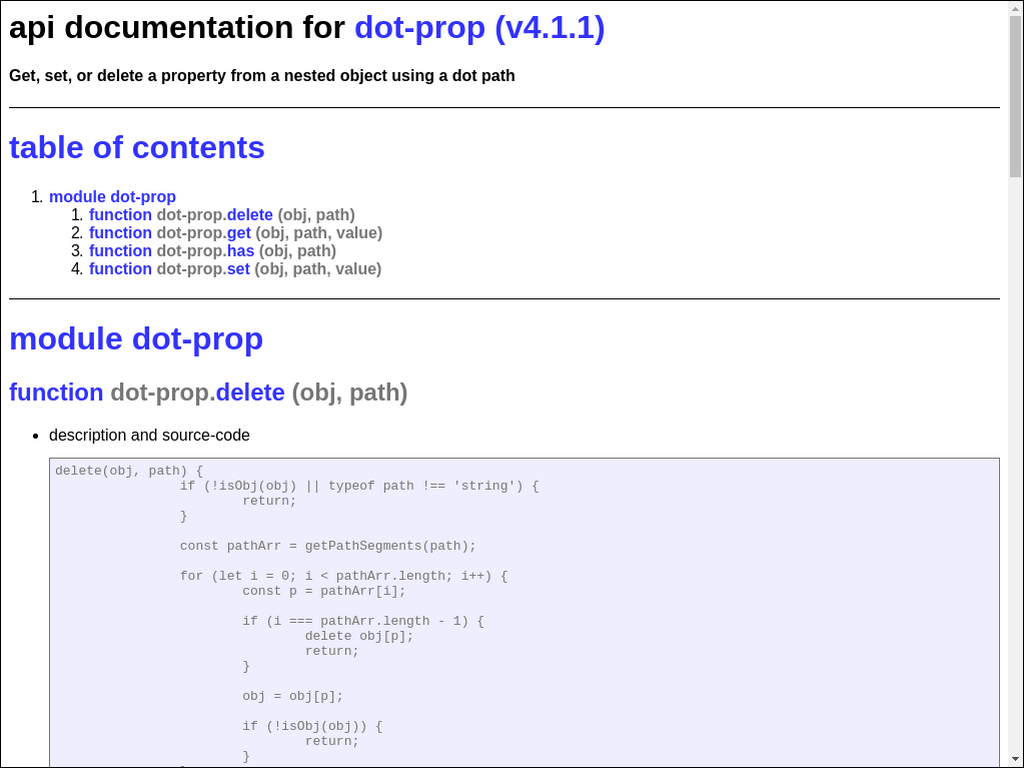 api documentation for dot-prop (v4.1.1)
Get, set, or delete a property from a nested object using a dot path
table of contents
1. module dot-prop
1. function dot-prop.delete (obj, path)
2. function dot-prop.get (obj, path, value)
3. function dot-prop.has (obj, path)
4. function dot-prop.set (obj, path, value)
module dot-prop
function dot-prop.delete (obj, path)
• description and source-code
delete(obj, path) {
if (!isObj(obj) || typeof path !== 'string') {
return;
}
const pathArr = getPathSegments(path);
for (let i = 0; i < pathArr.length; i++) {
const p = pathArr[i];
if (i === pathArr.length - 1) {
delete obj[p];
return;
}
obj = obj[p];
if (!isObj(obj)) {
return;
}